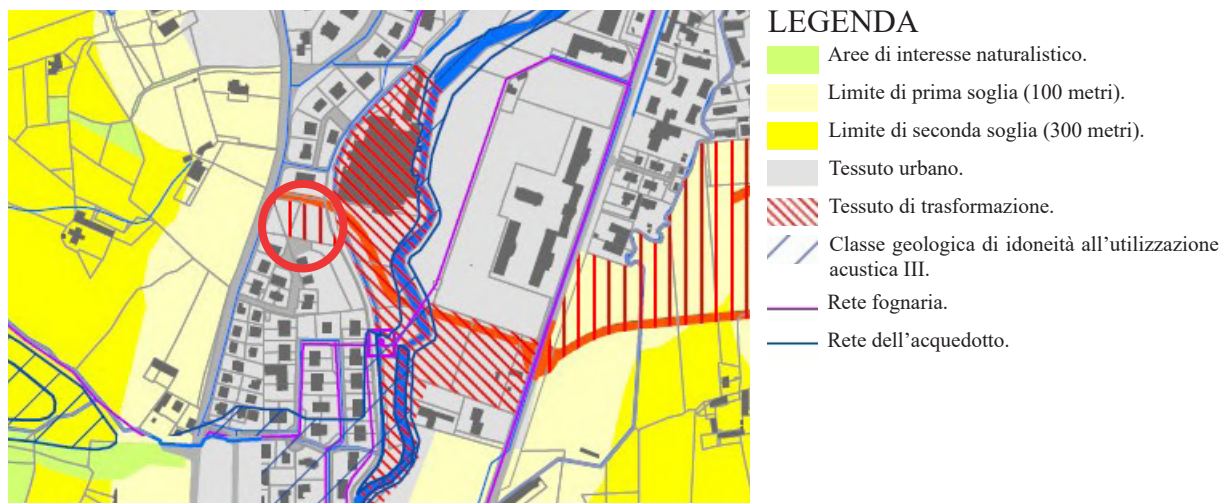 LEGENDA
Aree di interesse naturalistico.
Limite di prima soglia (100 metri).
Limite di seconda soglia (300 metri).
Tessuto urbano.
Tessuto di trasformazione.
Classe geologica di idoneità all'utilizzazione
acustica III.
Rete fognaria.
Rete dell'acquedotto.